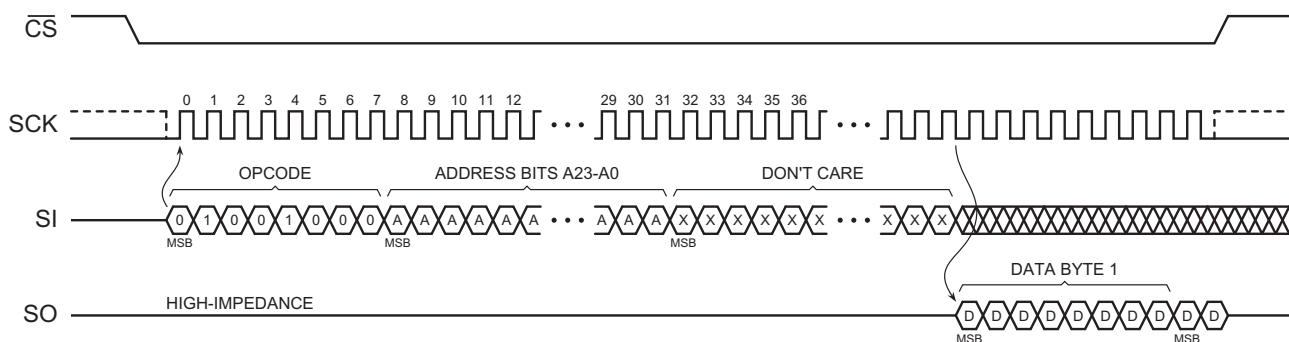 CS
0 1 2 3 4 5 6 7 8 9 10 11 12 29 30 31 32 33 34 35 36
SCK
OPCODE ADDRESS BITS A23-A0 DON'T CARE
SI 0 1 0 0 1 0 0 0 A A A A A A A A A X X X X X X X X X
MSB MSB MSB
DATA BYTE 1
HIGH-IMPEDANCE
SO D D D D D D D D D D
MSB MSB